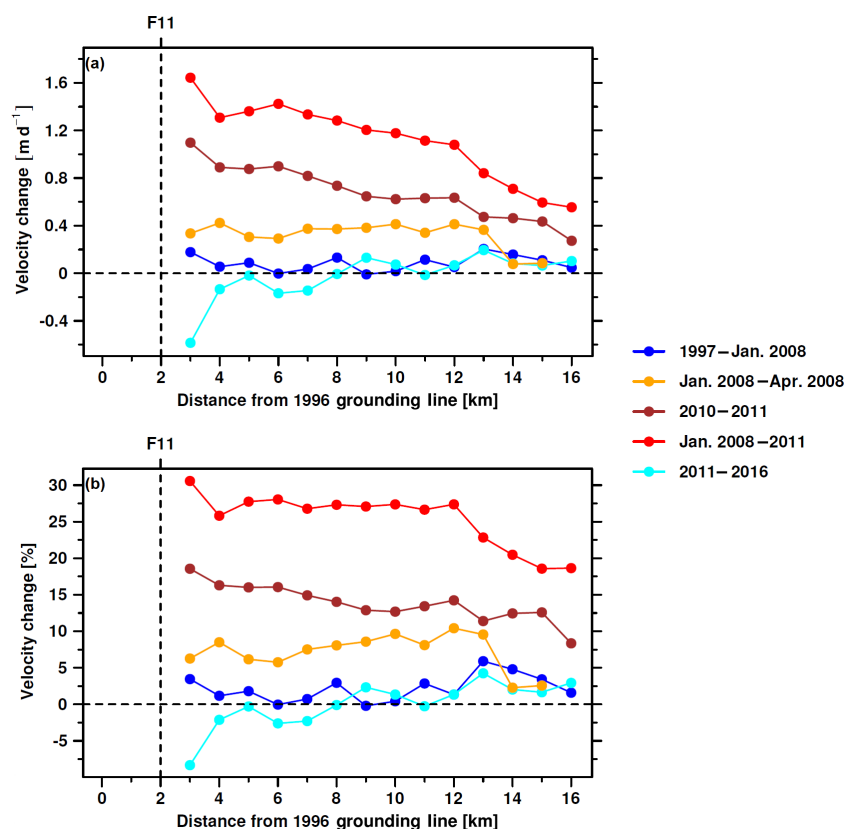 F11
(a)
Velocity change [m d⁻¹]
1.6
1.2
0.8
0.4
0
-0.4
0 2 4 6 8 10 12 14 16
Distance from 1996 grounding line [km]
1997–Jan. 2008
Jan. 2008–Apr. 2008
2010–2011
Jan. 2008–2011
2011–2016
F11
(b)
Velocity change [%]
30
25
20
15
10
5
0
-5
0 2 4 6 8 10 12 14 16
Distance from 1996 grounding line [km]